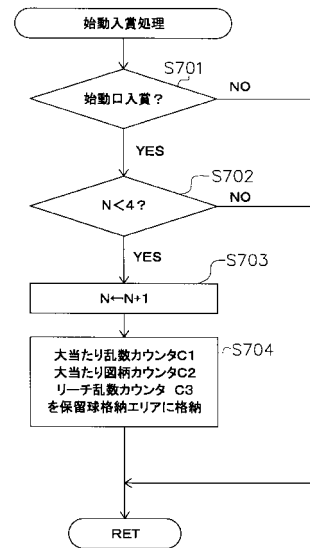 始動入賞処理
S701
始動口入賞?
NO
YES
S702
N<4?
NO
YES
S703
N←N+1
S704
大当たり乱数カウンタC1
大当たり図柄カウンタC2
リーチ乱数カウンタ C3
を保留球格納エリアに格納
RET